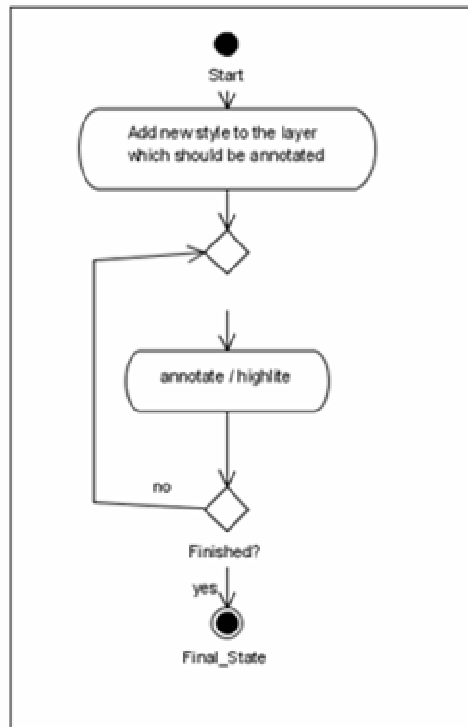 Start
Add new style to the layer
which should be annotated
annotate / highlite
no
Finished?
yes
Final_State